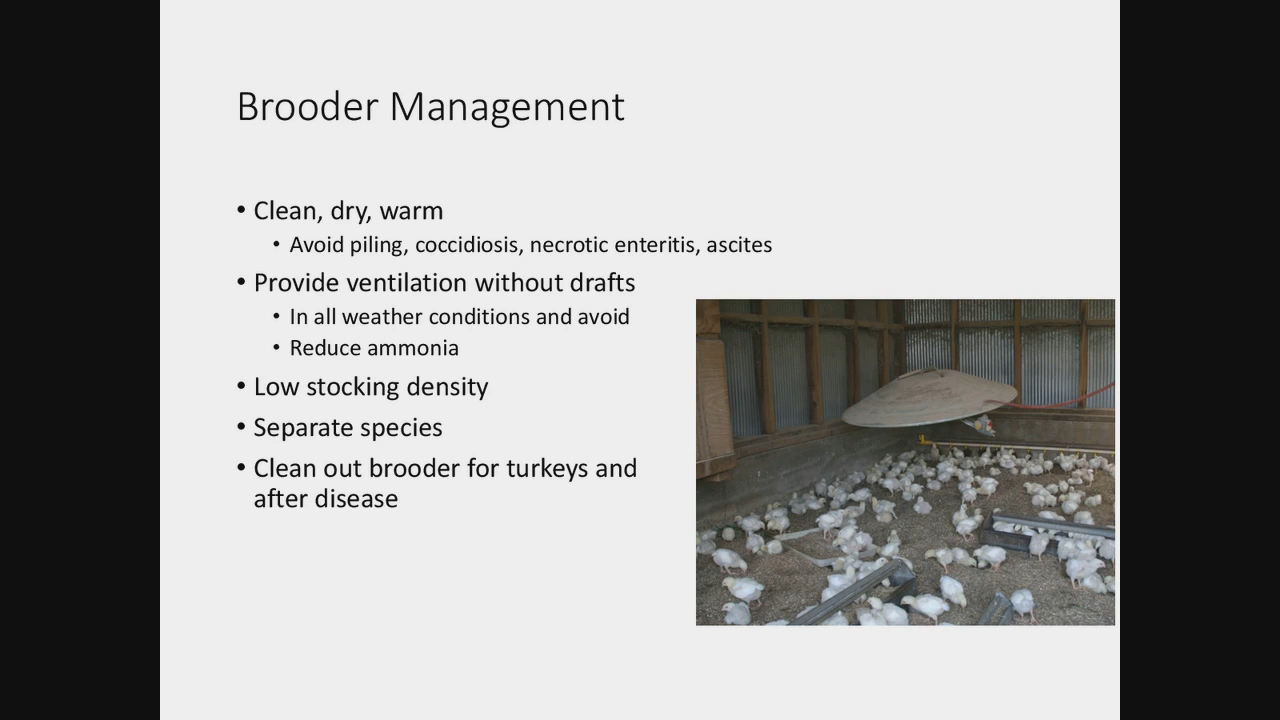 Brooder Management
• Clean, dry, warm
• Avoid piling, coccidiosis, necrotic enteritis, ascites
• Provide ventilation without drafts
• In all weather conditions and avoid
• Reduce ammonia
• Low stocking density
• Separate species
• Clean out brooder for turkeys and
after disease